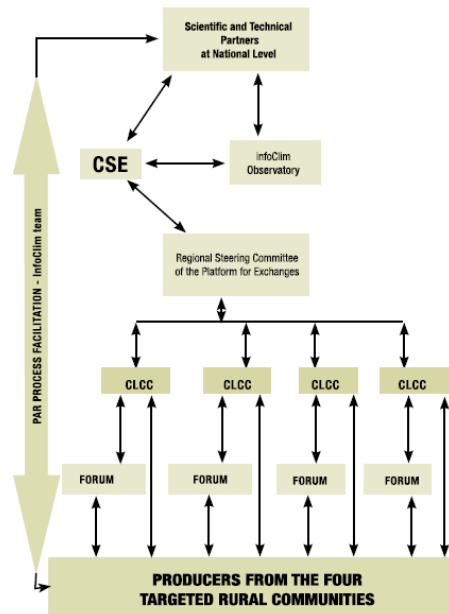 Scientific and Technical
Partners
at National Level
CSE
infoClim
Observatory
Regional Steering Committee
of the Platform for Exchanges
PAR PROCESS FACILITATION - InfoClim team
CLCC
CLCC
CLCC
CLCC
FORUM
FORUM
FORUM
FORUM
PRODUCERS FROM THE FOUR
TARGETED RURAL COMMUNITIES